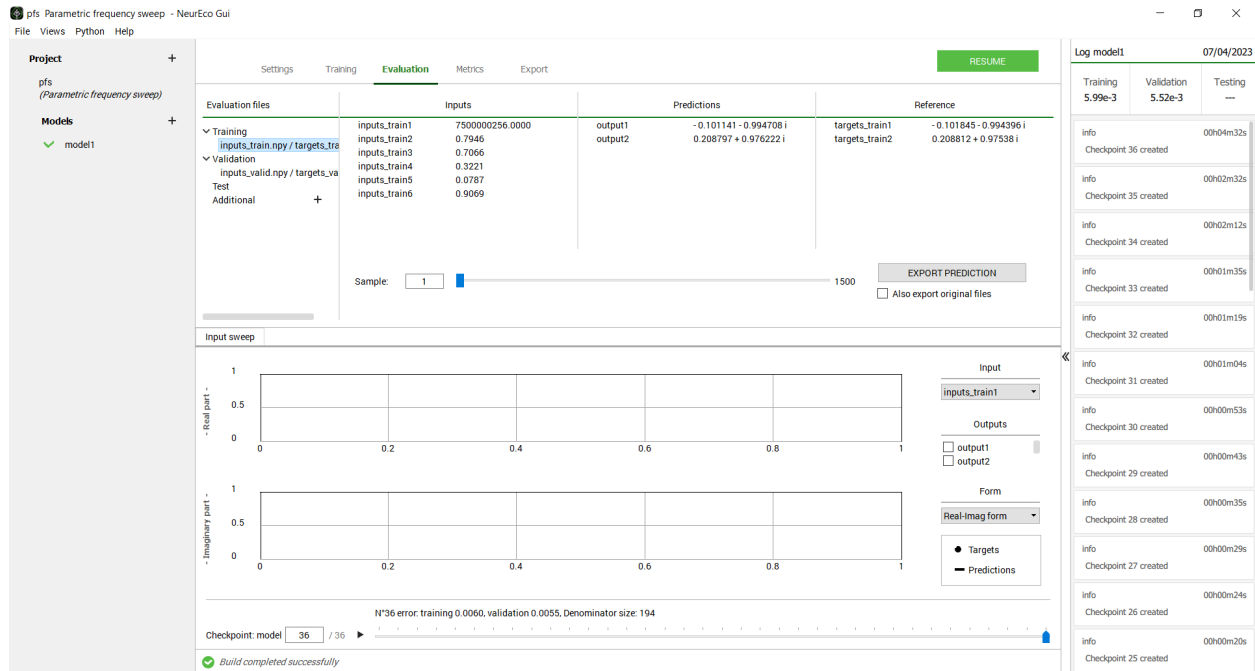 pfs Parametric frequency sweep - NeurEco Gui
File Views Python Help
Project +
pfs
(Parametric frequency sweep)
Models +
model1
Settings Training Evaluation Metrics Export
RESUME
Evaluation files
Training
inputs_train.npy / targets_tra
Validation
inputs_valid.npy / targets_va
Test
Additional +
Inputs
inputs_train1 7500000256.0000
inputs_train2 0.7946
inputs_train3 0.7066
inputs_train4 0.3221
inputs_train5 0.0787
inputs_train6 0.9069
Predictions
output1 - 0.101141 - 0.994708 i
output2 0.208797 + 0.976222 i
Reference
targets_train1 - 0.101845 - 0.994396 i
targets_train2 0.208812 + 0.97538 i
Sample: 1 1500
EXPORT PREDICTION
Also export original files
Input sweep
- Real part -
1
0.5
0
0 0.2 0.4 0.6 0.8 1
- Imaginary part -
1
0.5
0
0 0.2 0.4 0.6 0.8 1
Input
inputs_train1
Outputs
output1
output2
Form
Real-Imag form
Targets
Predictions
N°36 error: training 0.0060, validation 0.0055, Denominator size: 194
Checkpoint: model 36 / 36
Build completed successfully
«
Log model1 07/04/2023
Training Validation Testing
5.99e-3 5.52e-3 ---
info 00h04m32s
Checkpoint 36 created
info 00h02m32s
Checkpoint 35 created
info 00h02m12s
Checkpoint 34 created
info 00h01m35s
Checkpoint 33 created
info 00h01m19s
Checkpoint 32 created
info 00h01m04s
Checkpoint 31 created
info 00h00m53s
Checkpoint 30 created
info 00h00m43s
Checkpoint 29 created
info 00h00m35s
Checkpoint 28 created
info 00h00m29s
Checkpoint 27 created
info 00h00m24s
Checkpoint 26 created
info 00h00m20s
Checkpoint 25 created